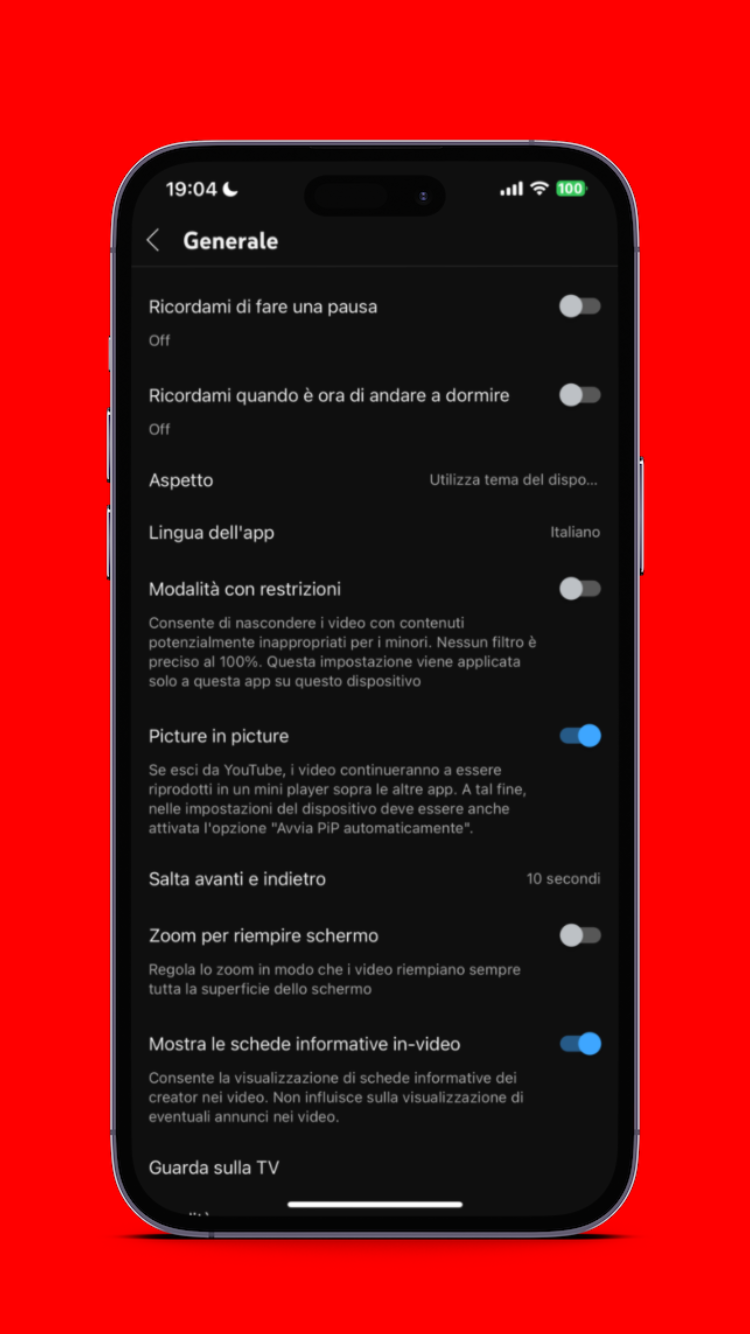 19:04
100
Generale
Ricordami di fare una pausa
Off
Ricordami quando è ora di andare a dormire
Off
Aspetto Utilizza tema del dispo...
Lingua dell'app Italiano
Modalità con restrizioni
Consente di nascondere i video con contenuti
potenzialmente inappropriati per i minori. Nessun filtro è
preciso al 100%. Questa impostazione viene applicata
solo a questa app su questo dispositivo
Picture in picture
Se esci da YouTube, i video continueranno a essere
riprodotti in un mini player sopra le altre app. A tal fine,
nelle impostazioni del dispositivo deve essere anche
attivata l'opzione "Avvia PiP automaticamente".
Salta avanti e indietro 10 secondi
Zoom per riempire schermo
Regola lo zoom in modo che i video riempiano sempre
tutta la superficie dello schermo
Mostra le schede informative in-video
Consente la visualizzazione di schede informative dei
creator nei video. Non influisce sulla visualizzazione di
eventuali annunci nei video.
Guarda sulla TV